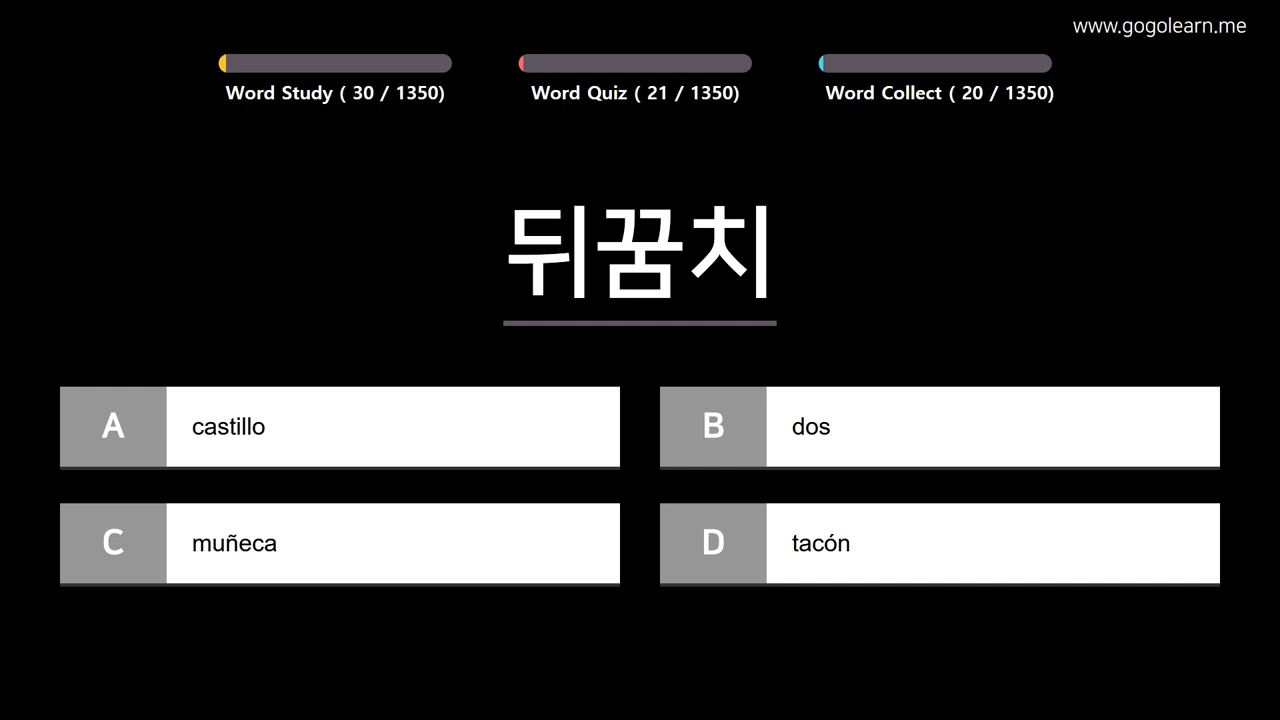 www.gogolearn.me
Word Study ( 30 / 1350)
Word Quiz ( 21 / 1350)
Word Collect ( 20 / 1350)
뒤꿈치
A castillo
B dos
C muñeca
D tacón